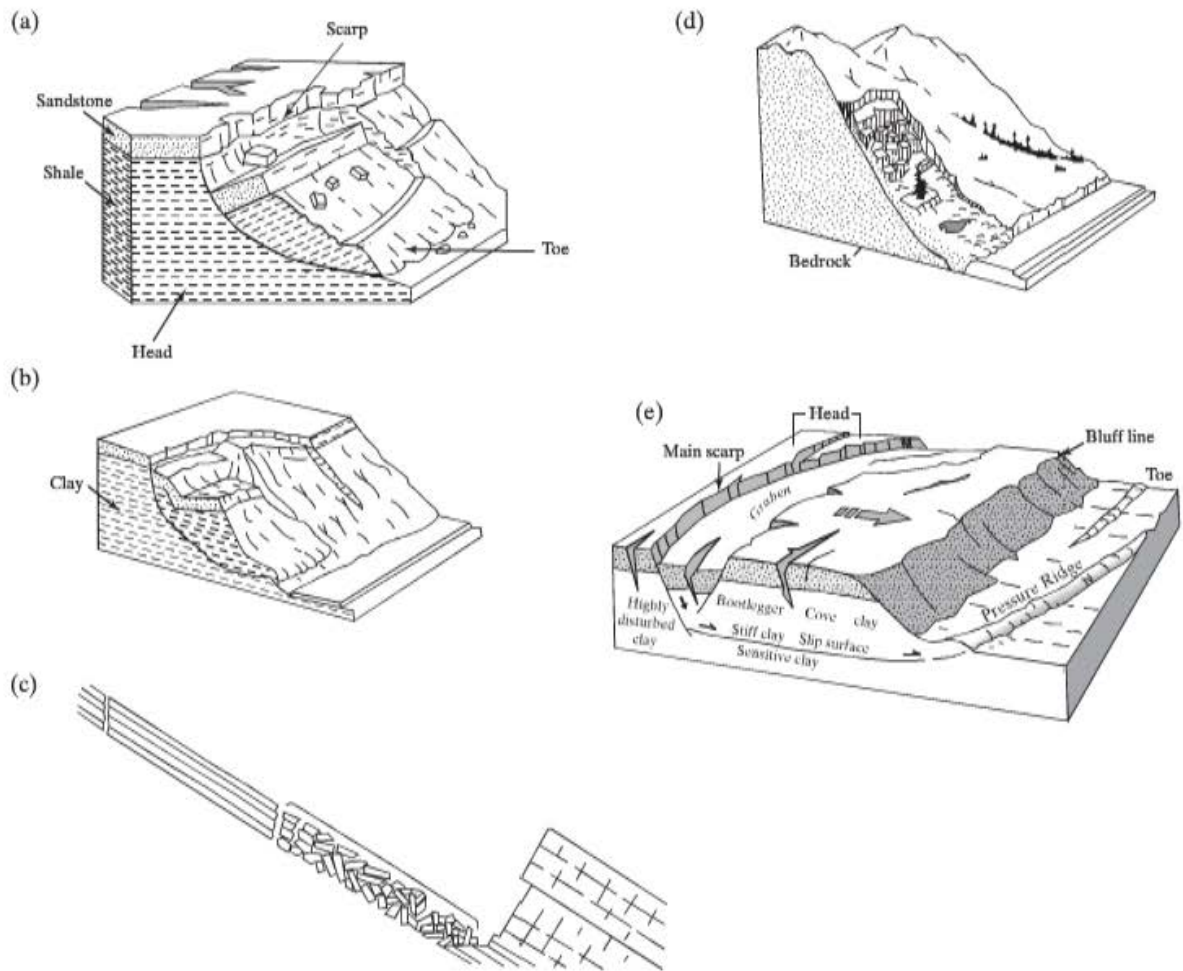 (a)
Scarp
Sandstone
Shale
Toe
Head
(b)
Clay
(c)
(d)
Bedrock
(e)
Head
Main scarp
Bluff line
Toe
Graben
Pressure Ridge
Highly
disturbed
clay
Bootlegger Cove clay
Stiff clay Slip surface
Sensitive clay